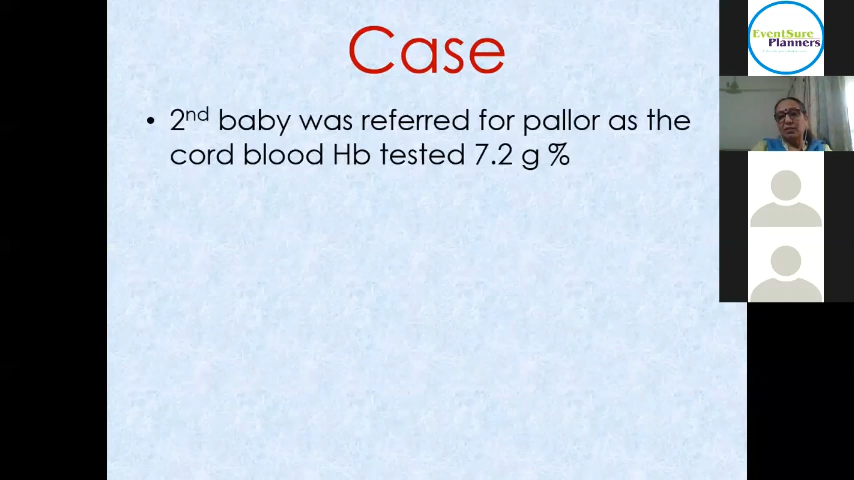 Case
• 2nd baby was referred for pallor as the
cord blood Hb tested 7.2 g %
EventSure
Planners